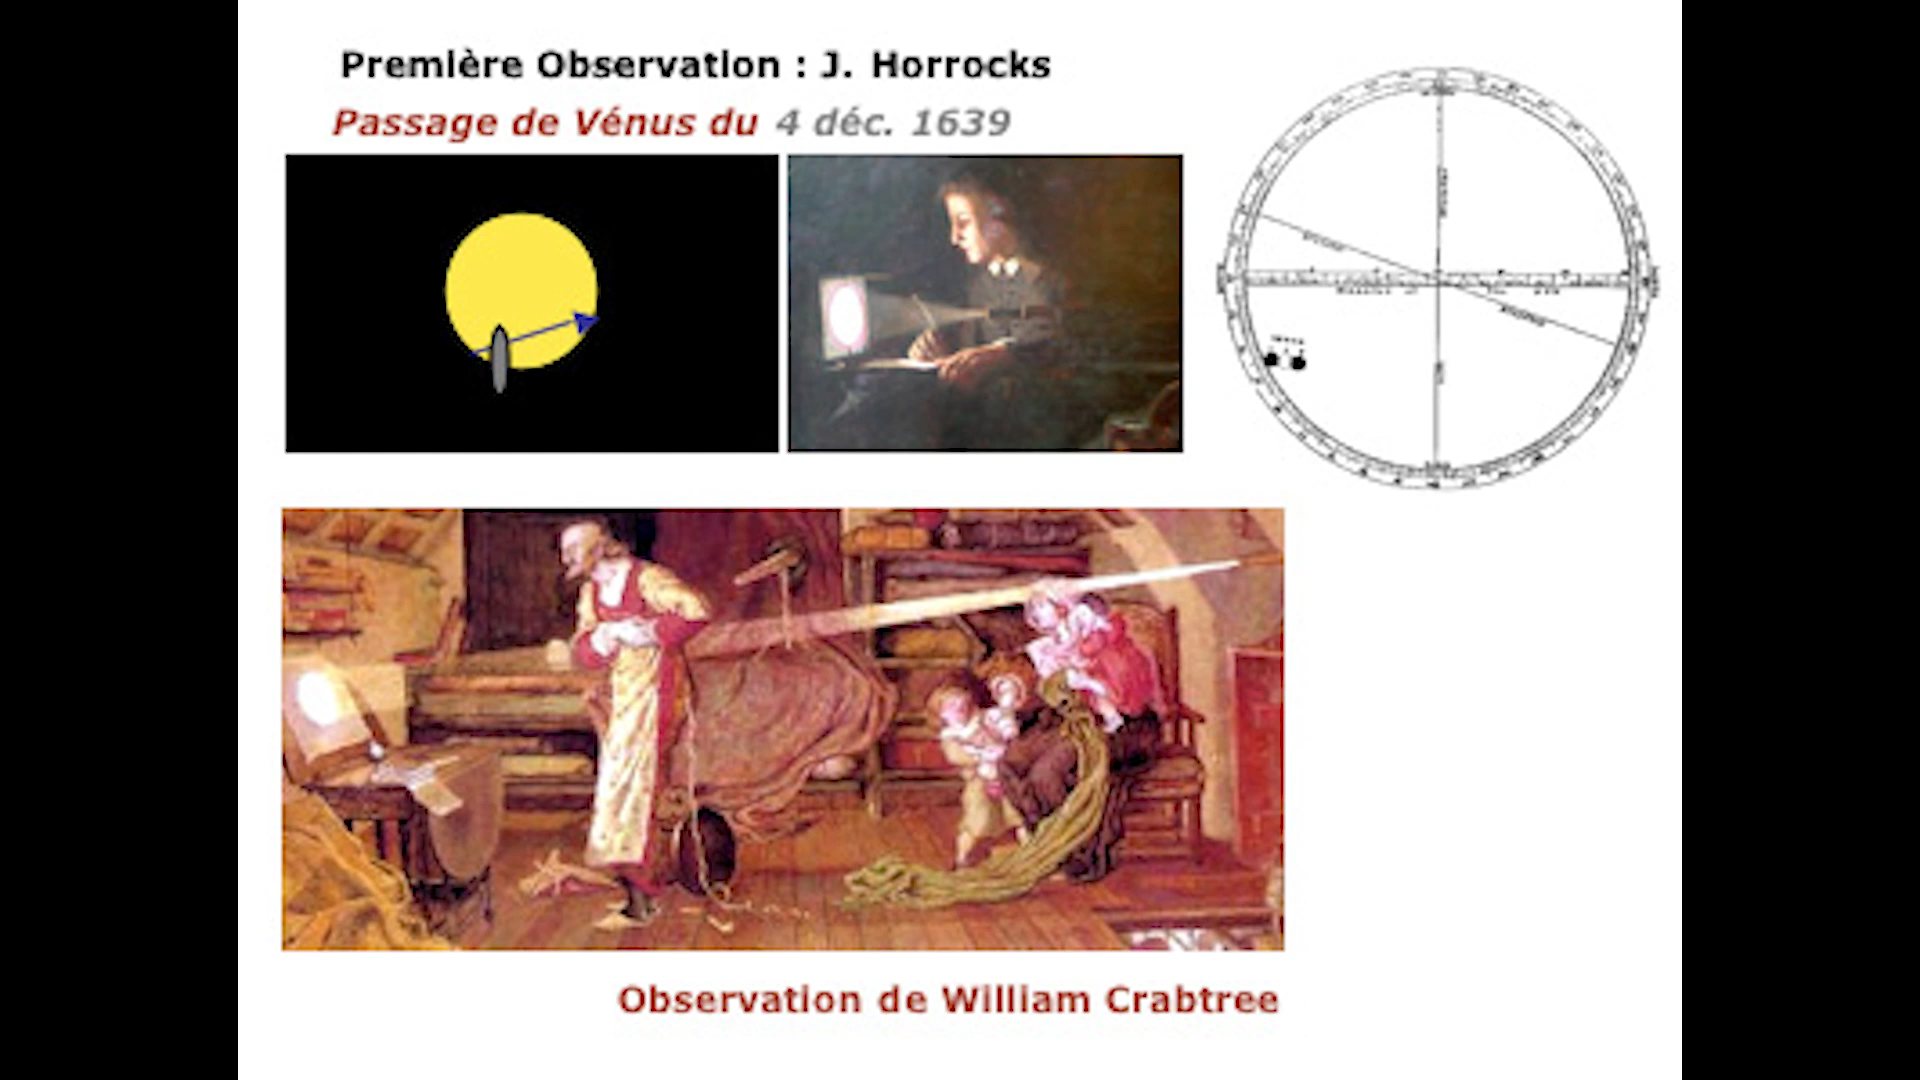 Première Observation : J. Horrocks
Passage de Vénus du 4 déc. 1639
Observation de William Crabtree